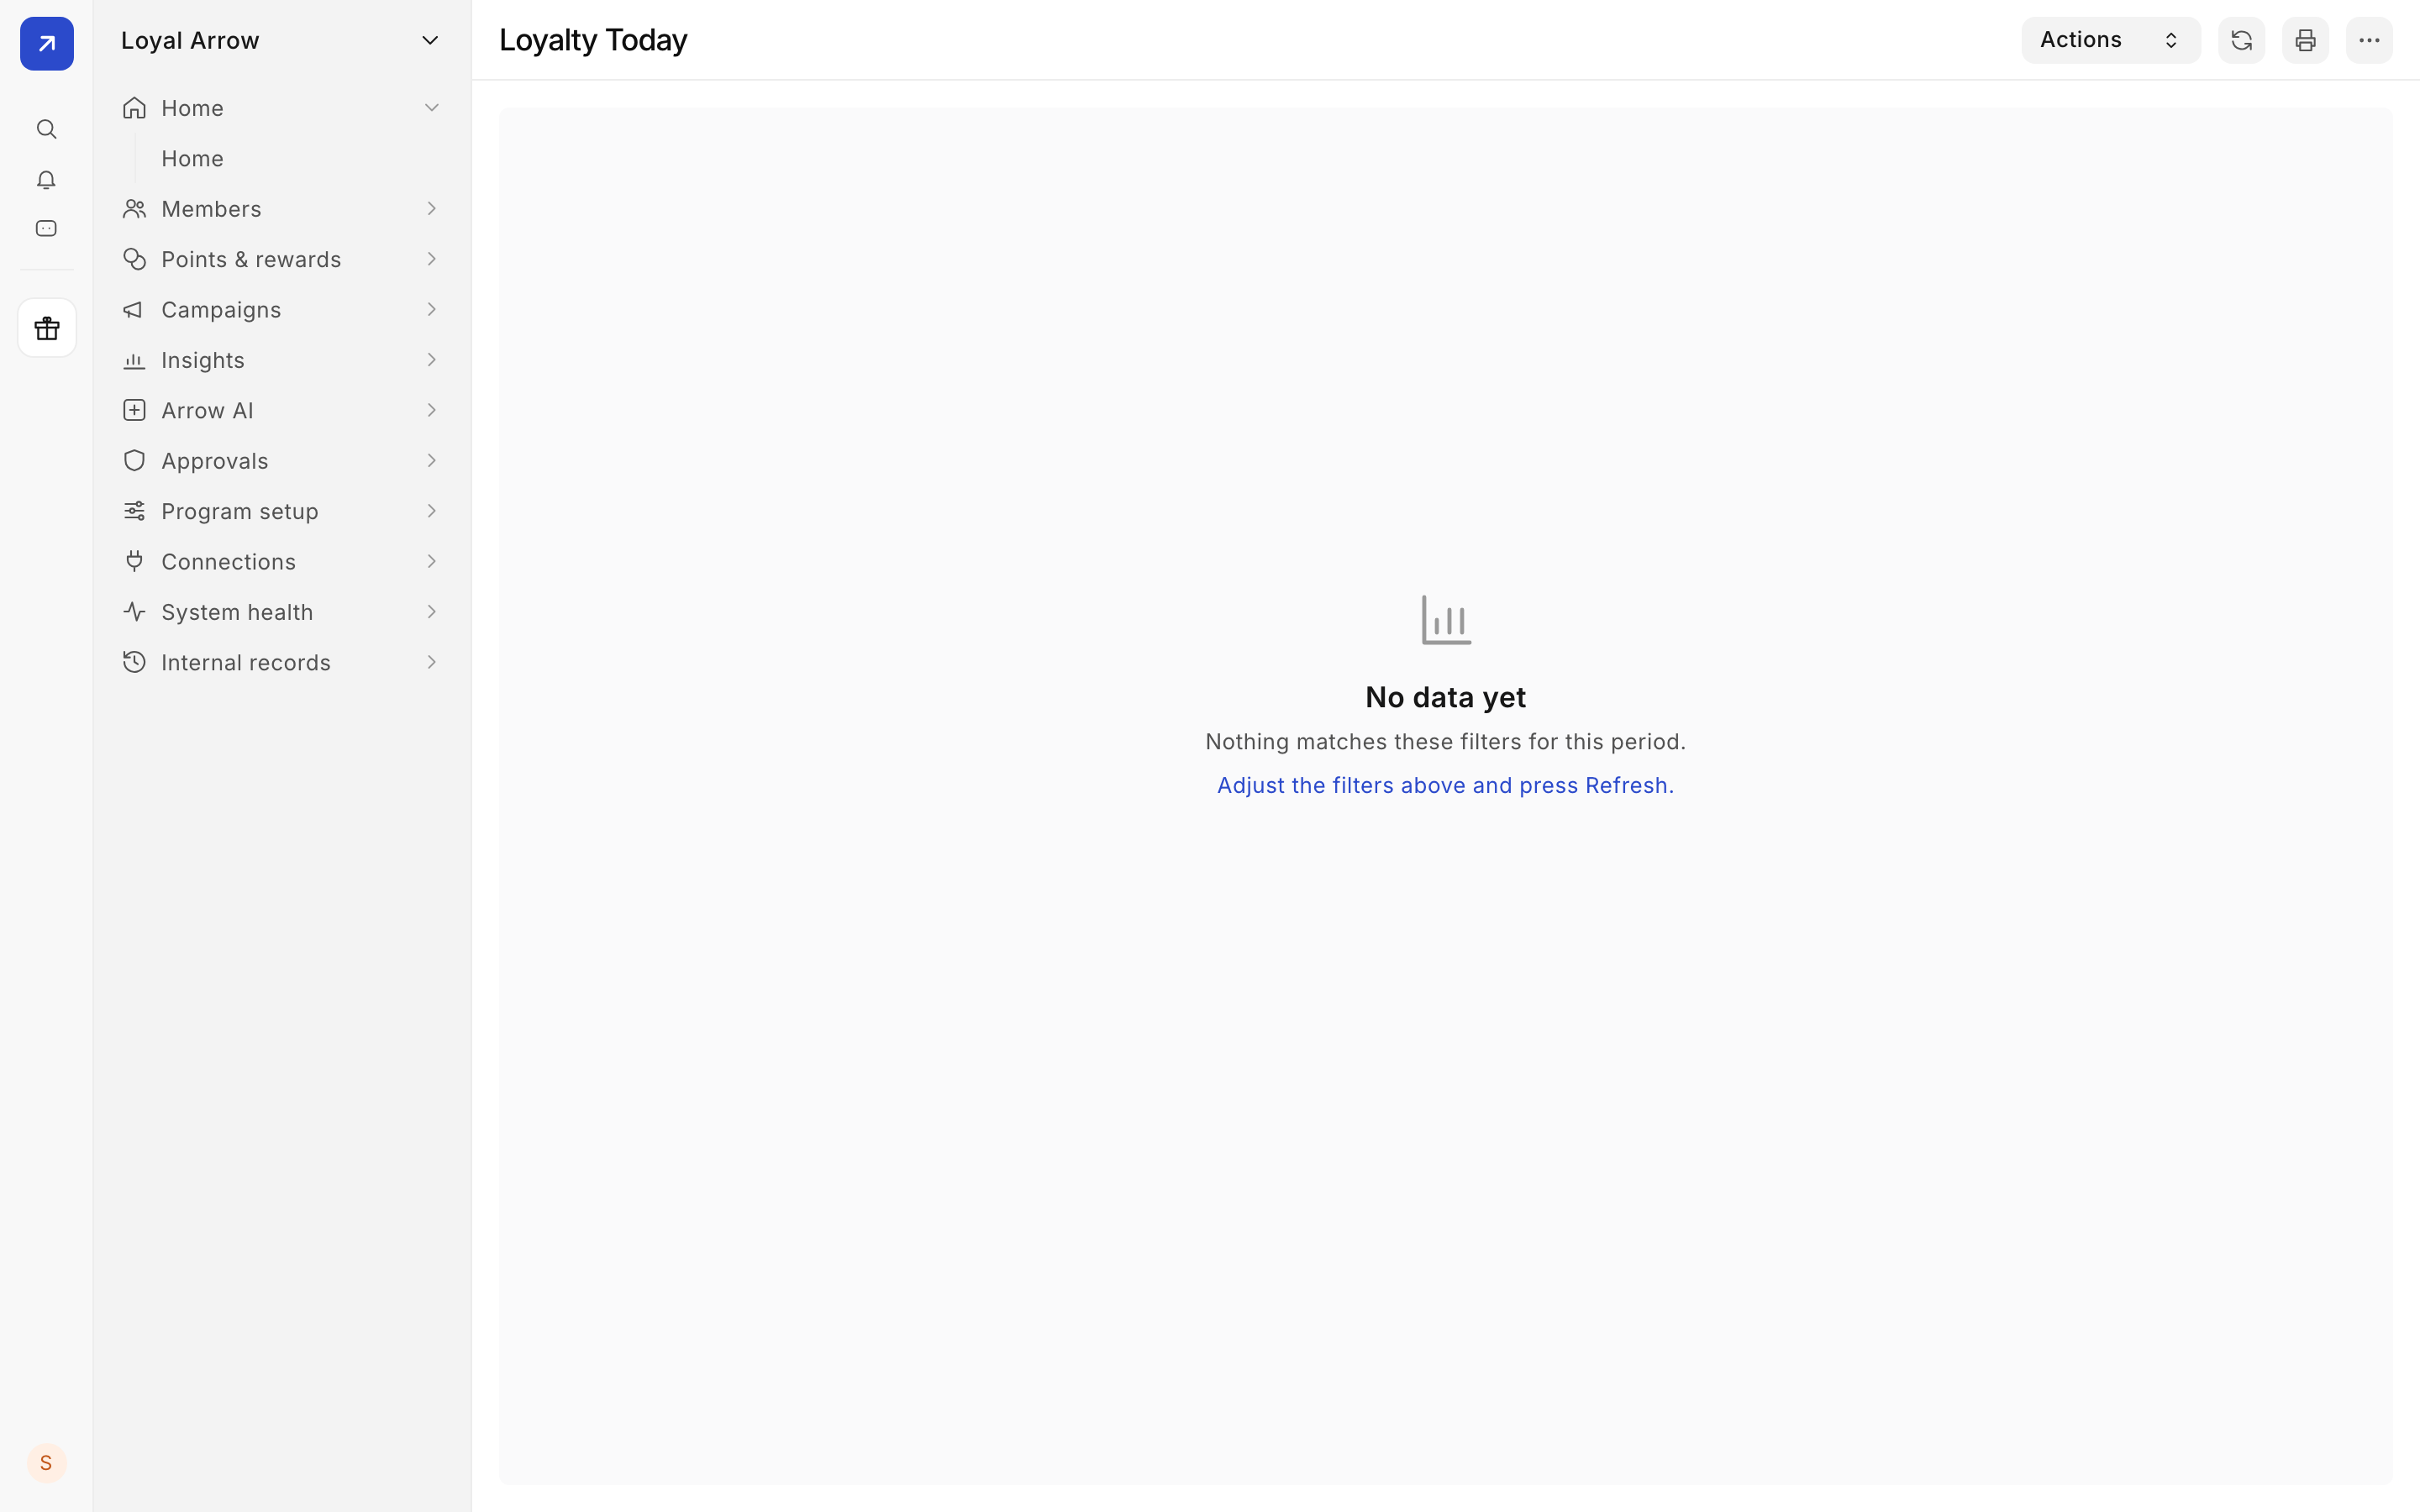 Loyal Arrow
Home
Home
Members
Points & rewards
Campaigns
Insights
Arrow AI
Approvals
Program setup
Connections
System health
Internal records
S
Loyalty Today
Actions
No data yet
Nothing matches these filters for this period.
Adjust the filters above and press Refresh.